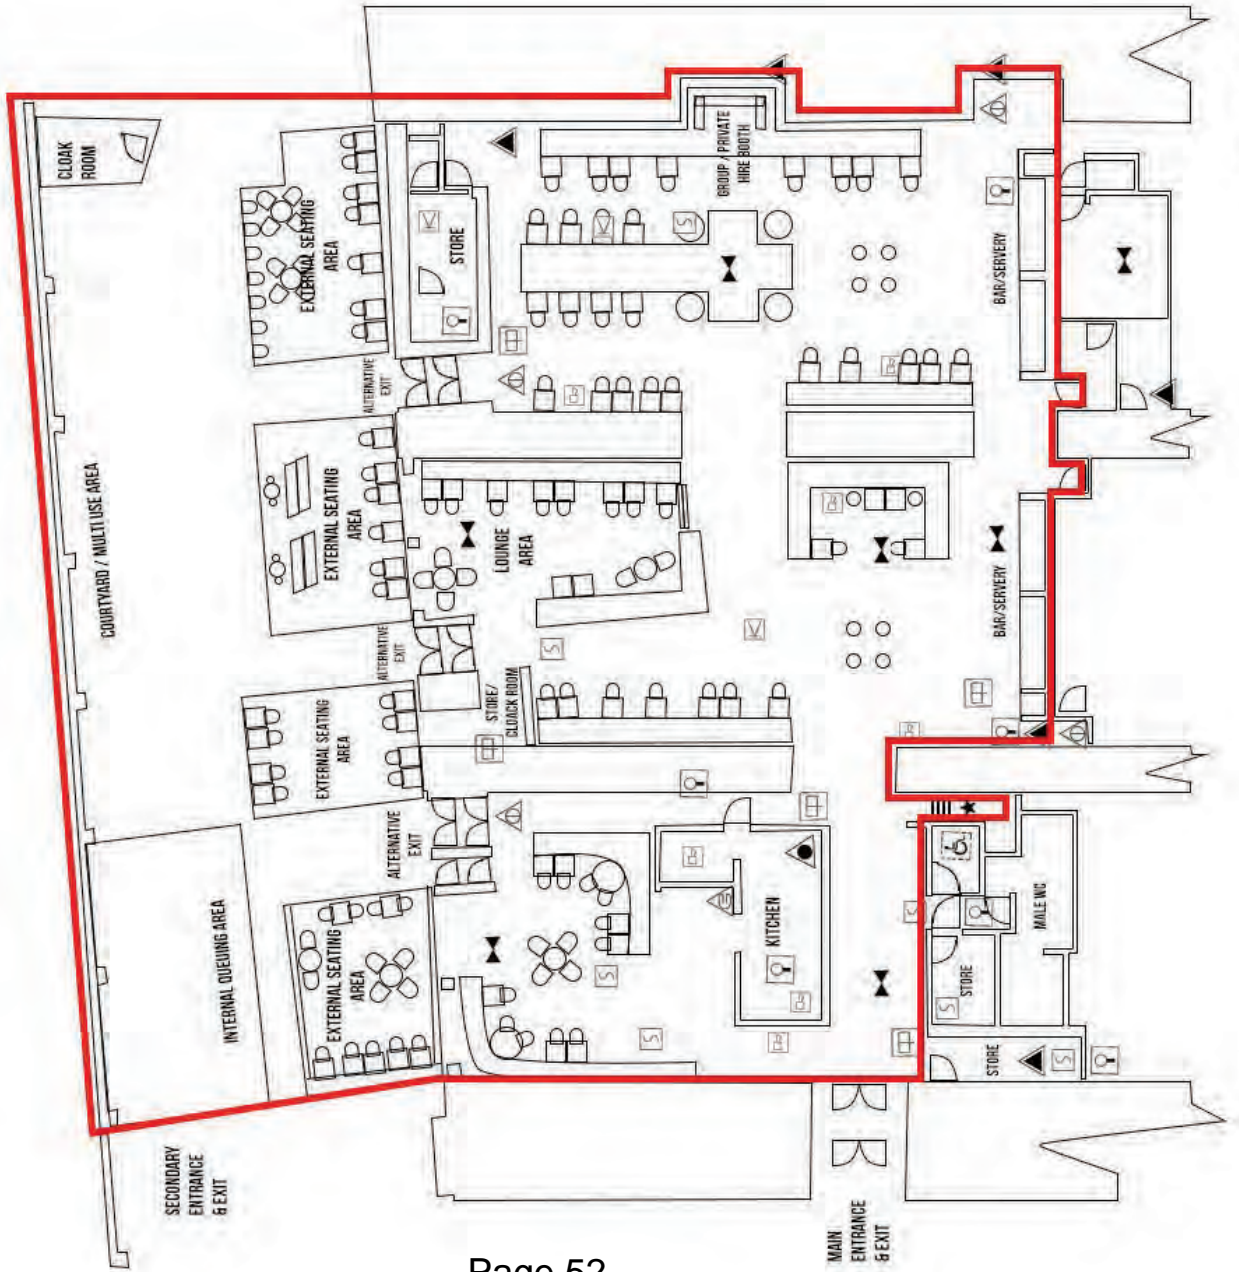 CLOAK
ROOM
EXTERNAL SEATING
AREA
STORE
GROUP / PRIVATE
HIRE BOOTH
BAR/SERVERY
ALTERNATIVE
EXIT
COURTYARD / MULTI USE AREA
EXTERNAL SEATING
AREA
LOUNGE
AREA
BAR/SERVERY
ALTERNATIVE
EXIT
STORE/
CLOACK ROOM
EXTERNAL SEATING
AREA
ALTERNATIVE
EXIT
INTERNAL QUEUING AREA
EXTERNAL SEATING
AREA
KITCHEN
MALE WC
STORE
STORE
SECONDARY
ENTRANCE
& EXIT
MAIN
ENTRANCE
& EXIT
Page 52